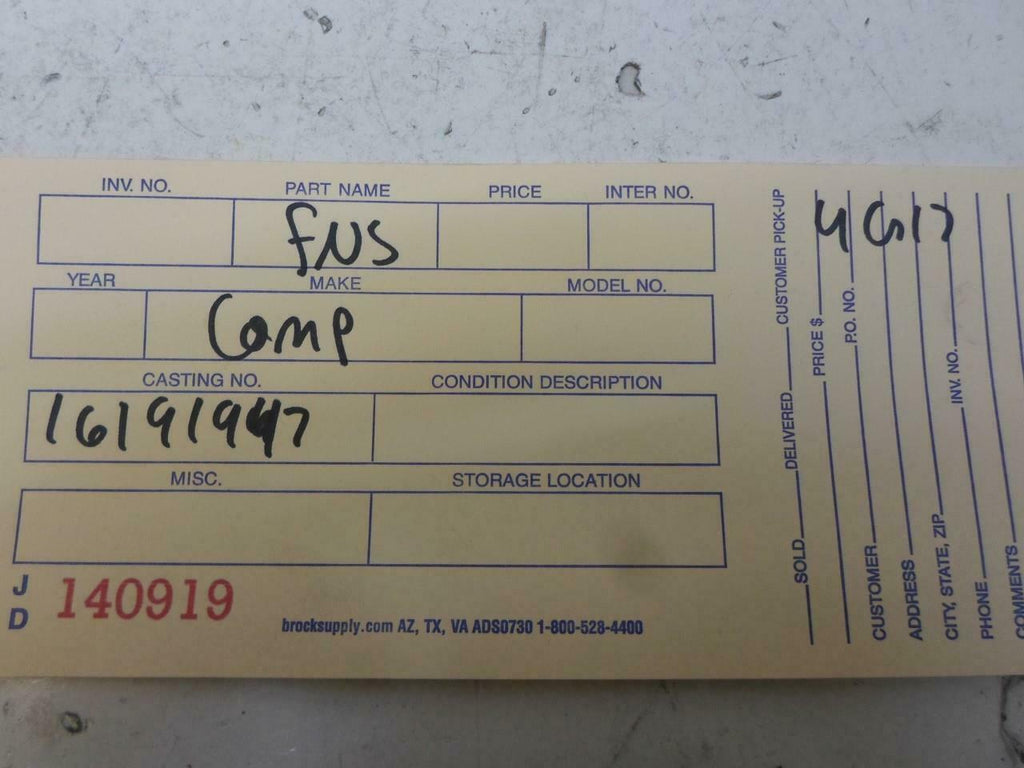 INV. NO. PART NAME PRICE INTER NO.
FNS
YEAR MAKE MODEL NO.
Comp
CASTING NO. CONDITION DESCRIPTION
16191947
MISC. STORAGE LOCATION
J D 140919
brocksupply.com AZ, TX, VA ADS0730 1-800-528-4400
SOLD DELIVERED CUSTOMER PICK-UP
PRICE $
P.O. NO.
CUSTOMER
ADDRESS
CITY, STATE, ZIP INV. NO.
PHONE
COMMENTS